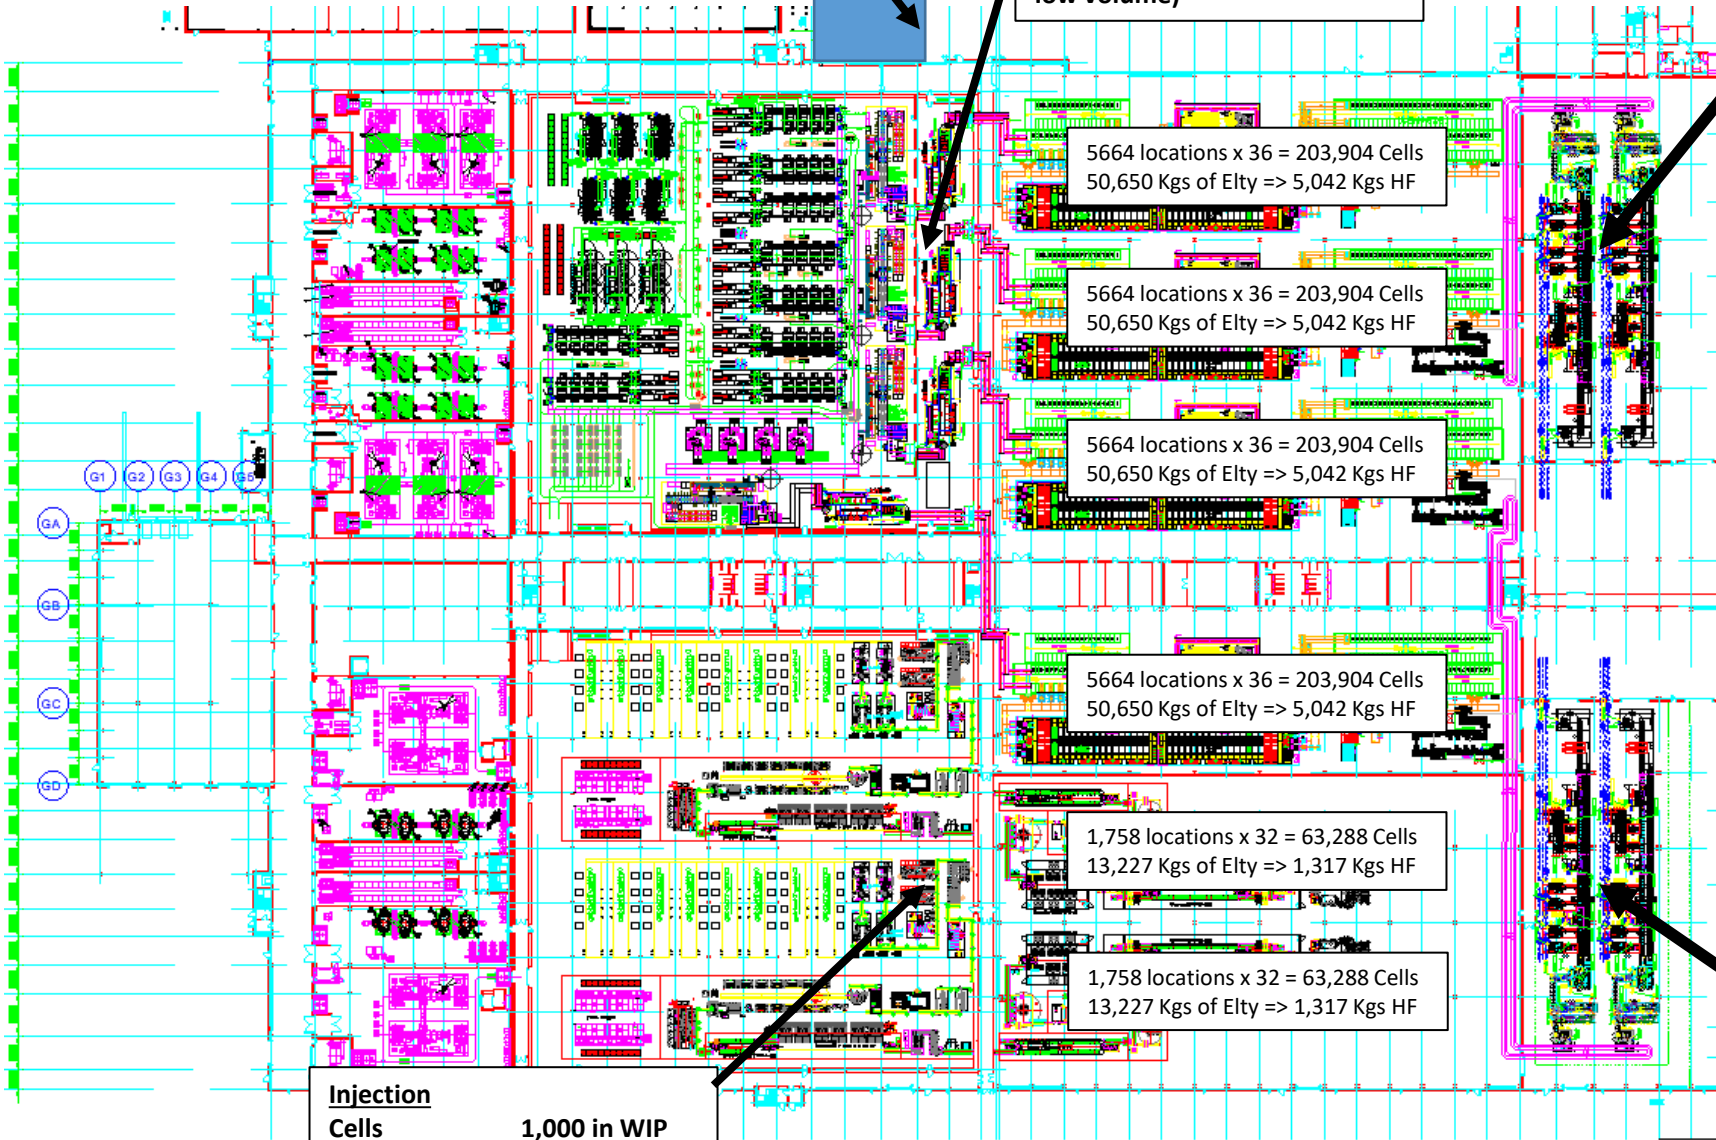 low volume)
5664 locations x 36 = 203,904 Cells
50,650 Kgs of Elty => 5,042 Kgs HF
5664 locations x 36 = 203,904 Cells
50,650 Kgs of Elty => 5,042 Kgs HF
5664 locations x 36 = 203,904 Cells
50,650 Kgs of Elty => 5,042 Kgs HF
G1 G2 G3 G4 G5
GA
GB
GC
GD
5664 locations x 36 = 203,904 Cells
50,650 Kgs of Elty => 5,042 Kgs HF
1,758 locations x 32 = 63,288 Cells
13,227 Kgs of Elty => 1,317 Kgs HF
1,758 locations x 32 = 63,288 Cells
13,227 Kgs of Elty => 1,317 Kgs HF
Injection
Cells 1,000 in WIP